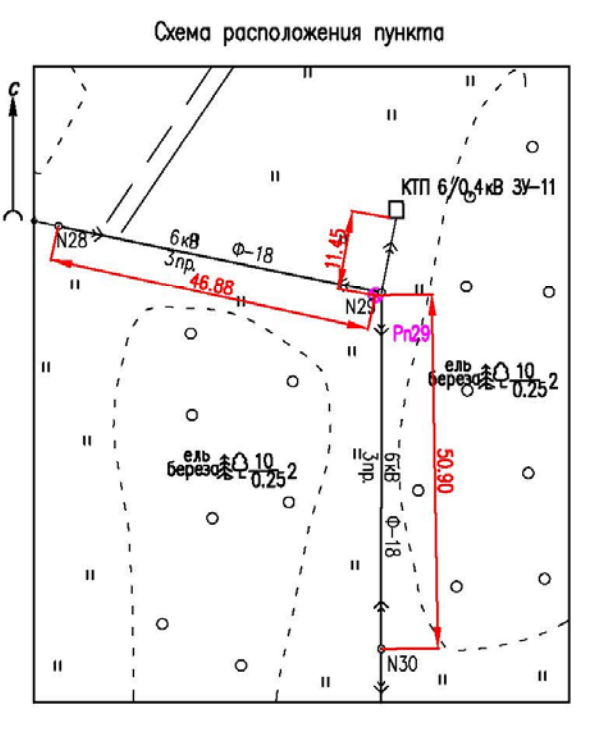 Схема расположения пункта
С
КТП 6/0.4кВ ЗУ-11
N28
6кВ
3пр.
Ф-18
11.45
46.88
N29
Рп29
ель
береза
10
0.25
2
ель
береза
10
0.25
2
6кВ
3пр.
Ф-18
50.90
N30